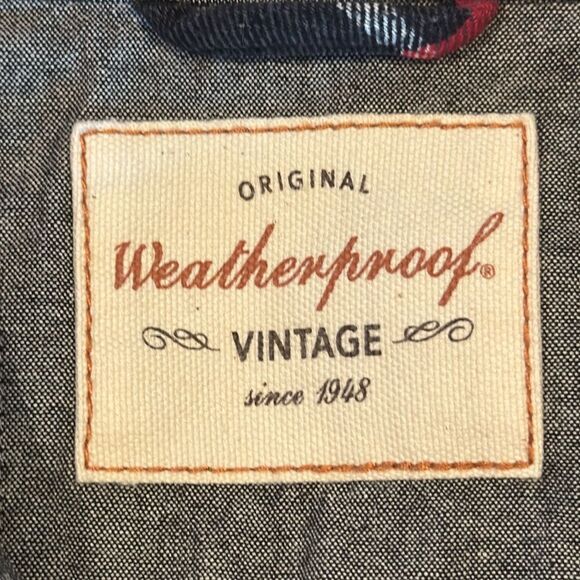 ORIGINAL
Weatherproof®
VINTAGE
since 1948